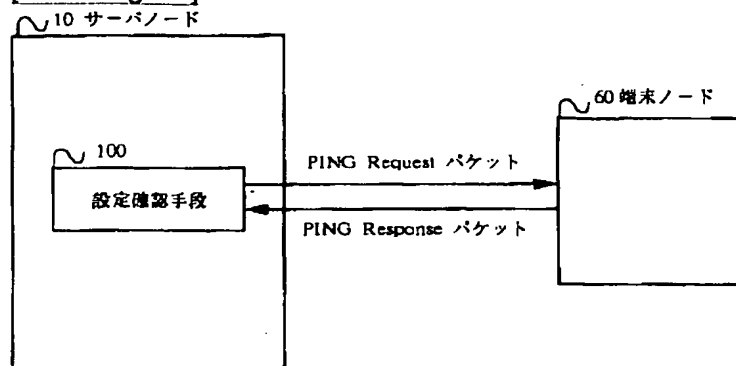 10 サーバノード
60 端末ノード
100
設定確認手段
PING Request パケット
PING Response パケット